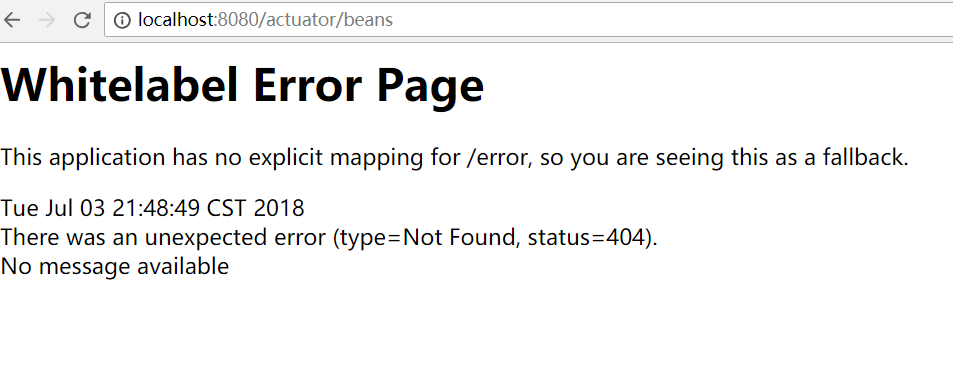 localhost:8080/actuator/beans
Whitelabel Error Page
This application has no explicit mapping for /error, so you are seeing this as a fallback.
Tue Jul 03 21:48:49 CST 2018
There was an unexpected error (type=Not Found, status=404).
No message available